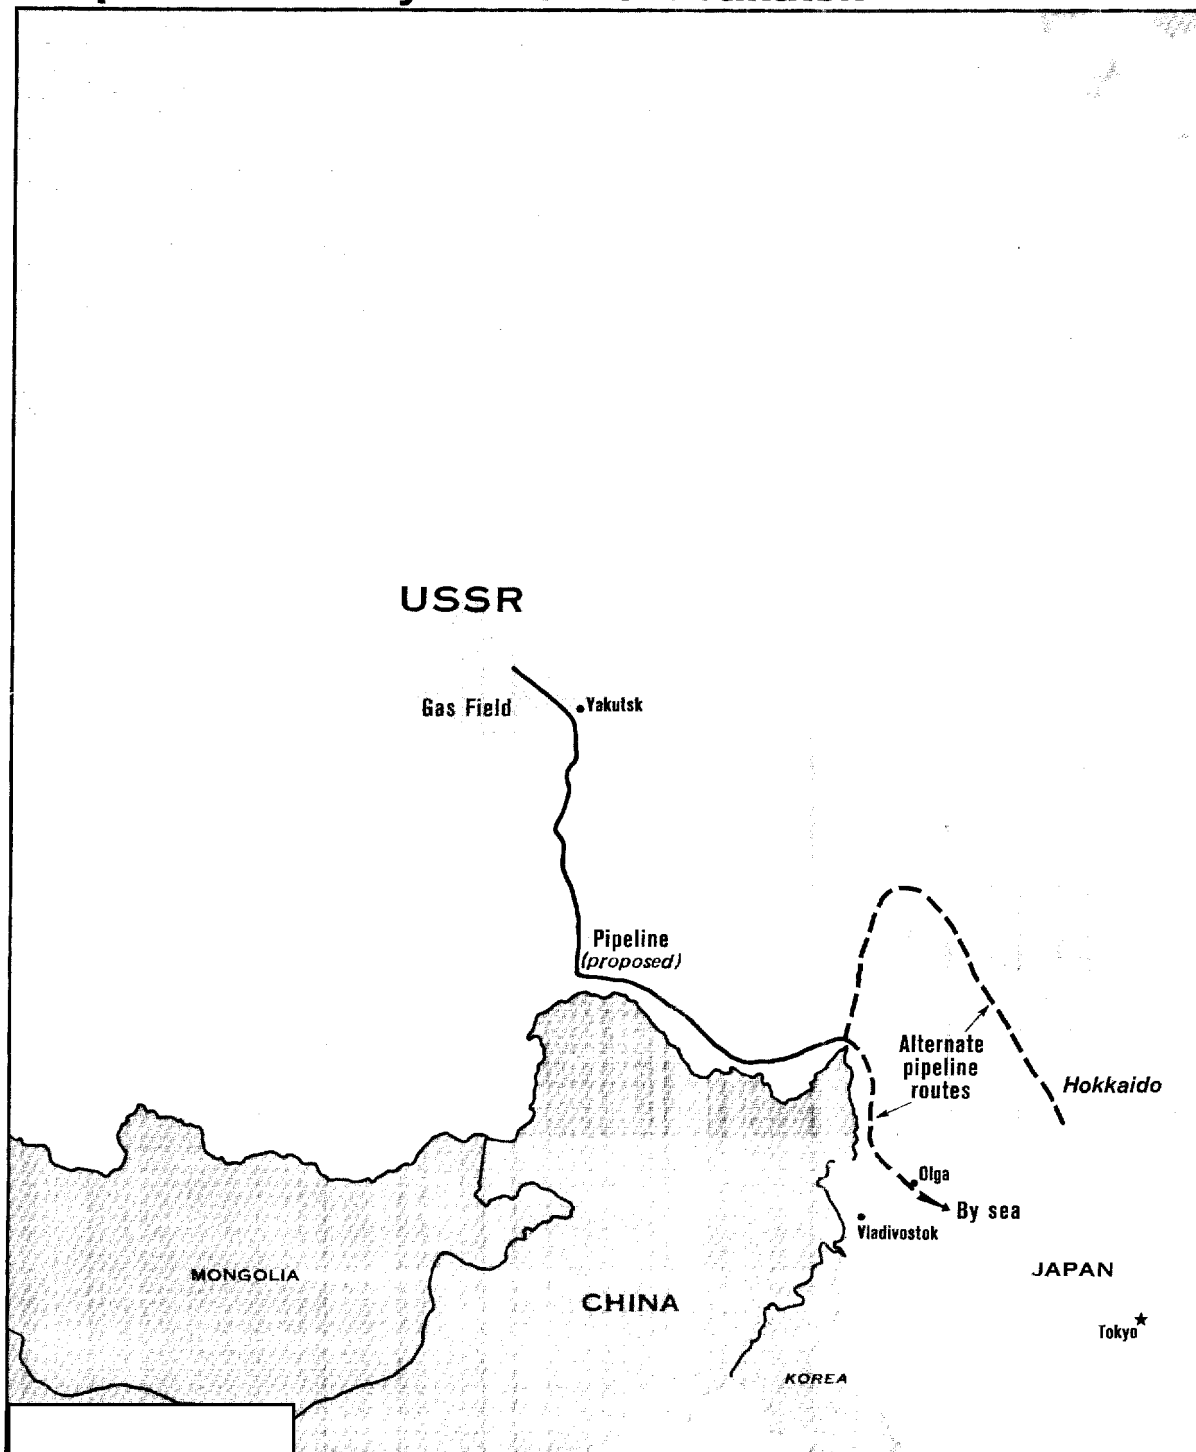 USSR
Gas Field
Yakutsk
Pipeline
(proposed)
Alternate
pipeline
routes
Hokkaido
Olga
By sea
Vladivostok
MONGOLIA
CHINA
JAPAN
Tokyo
KOREA